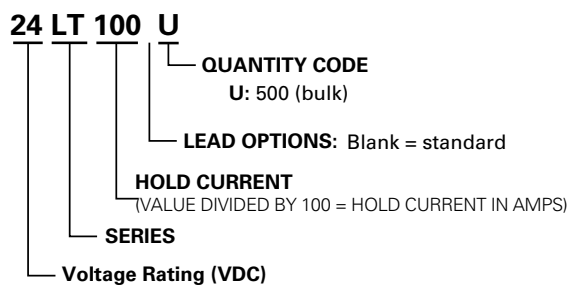 24 LT 100 U
QUANTITY CODE
U: 500 (bulk)
LEAD OPTIONS: Blank = standard
HOLD CURRENT
(VALUE DIVIDED BY 100 = HOLD CURRENT IN AMPS)
SERIES
Voltage Rating (VDC)